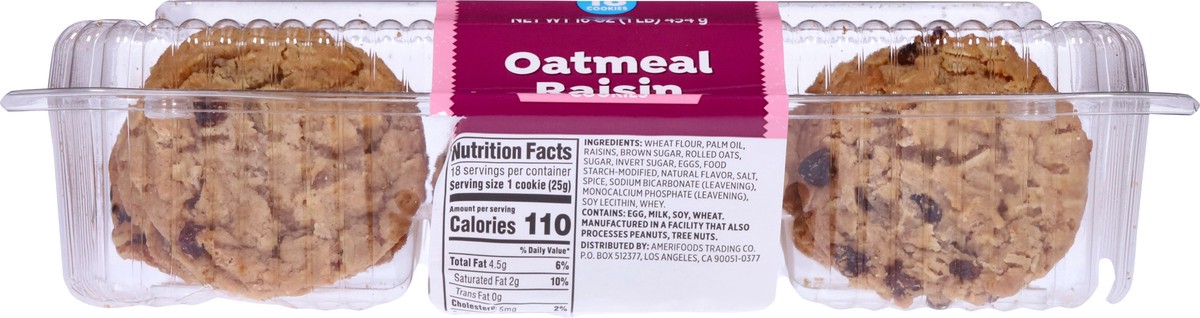 18
COOKIES
NET WT 16 OZ (1 LB) 454 g
Oatmeal
Raisin
COOKIES
Nutrition Facts
18 servings per container
Serving size 1 cookie (25g)
Amount per serving
Calories 110
% Daily Value*
Total Fat 4.5g 6%
Saturated Fat 2g 10%
Trans Fat 0g
Cholester 5mg 2%
INGREDIENTS: WHEAT FLOUR, PALM OIL,
RAISINS, BROWN SUGAR, ROLLED OATS,
SUGAR, INVERT SUGAR, EGGS, FOOD
STARCH-MODIFIED, NATURAL FLAVOR, SALT,
SPICE, SODIUM BICARBONATE (LEAVENING),
MONOCALCIUM PHOSPHATE (LEAVENING),
SOY LECITHIN, WHEY.
CONTAINS: EGG, MILK, SOY, WHEAT.
MANUFACTURED IN A FACILITY THAT ALSO
PROCESSES PEANUTS, TREE NUTS.
DISTRIBUTED BY: AMERIFOODS TRADING CO.
P.O. BOX 512377, LOS ANGELES, CA 90051-0377